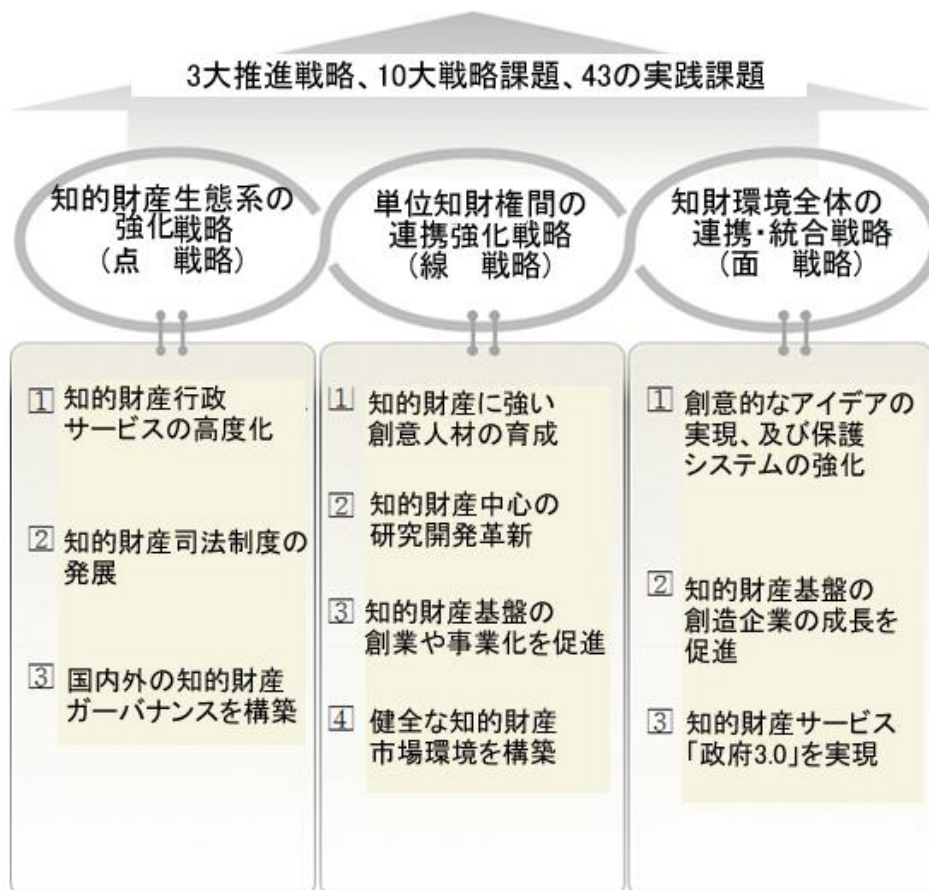 3大推進戦略、10大戦略課題、43の実践課題
知的財産生態系の
強化戦略
(点 戦略)
単位知財権間の
連携強化戦略
(線 戦略)
知財環境全体の
連携・統合戦略
(面 戦略)
1 知的財産行政
サービスの高度化
2 知的財産司法制度の
発展
3 国内外の知的財産
ガーバナンスを構築
1 知的財産に強い
創意人材の育成
2 知的財産中心の
研究開発革新
3 知的財産基盤の
創業や事業化を促進
4 健全な知的財産
市場環境を構築
1 創意的なアイデアの
実現、及び保護
システムの強化
2 知的財産基盤の
創造企業の成長を
促進
3 知的財産サービス
「政府3.0」を実現